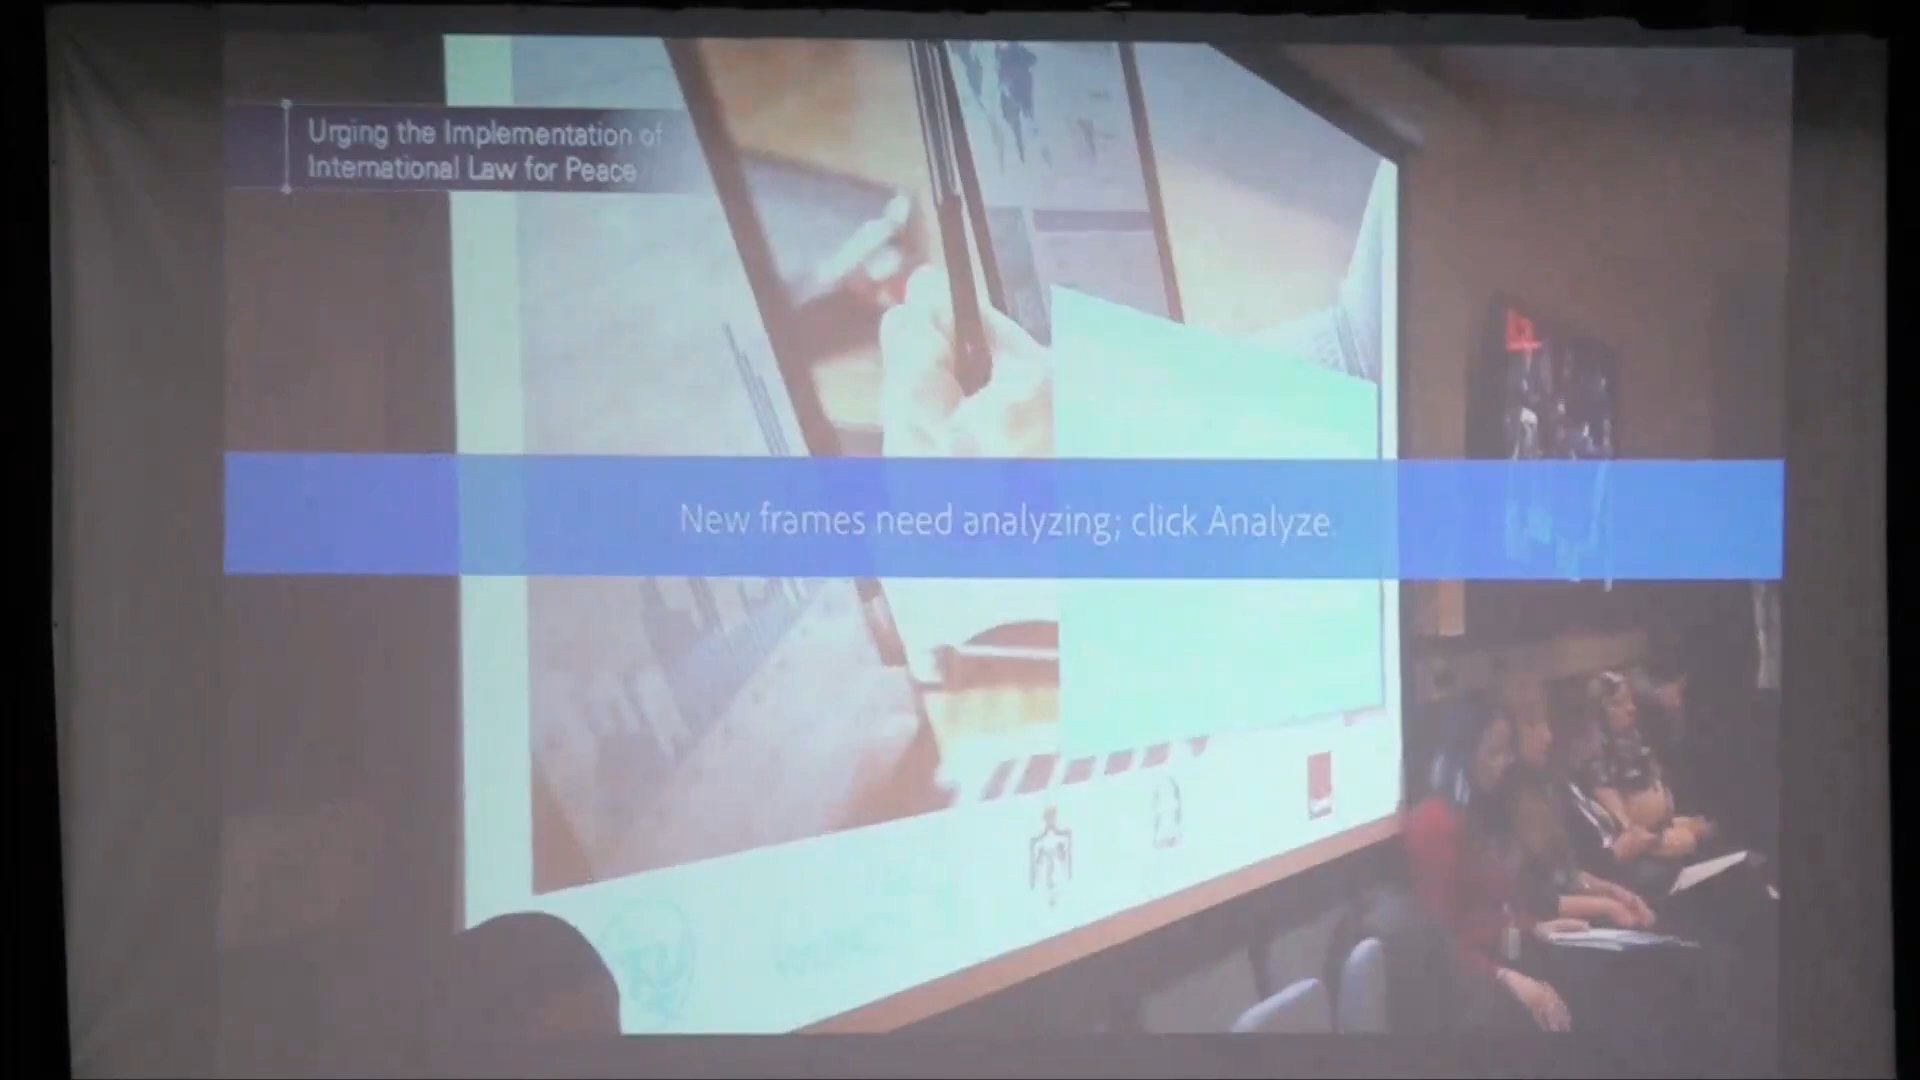 Urging the Implementation of
International Law for Peace
New frames need analyzing; click Analyze.